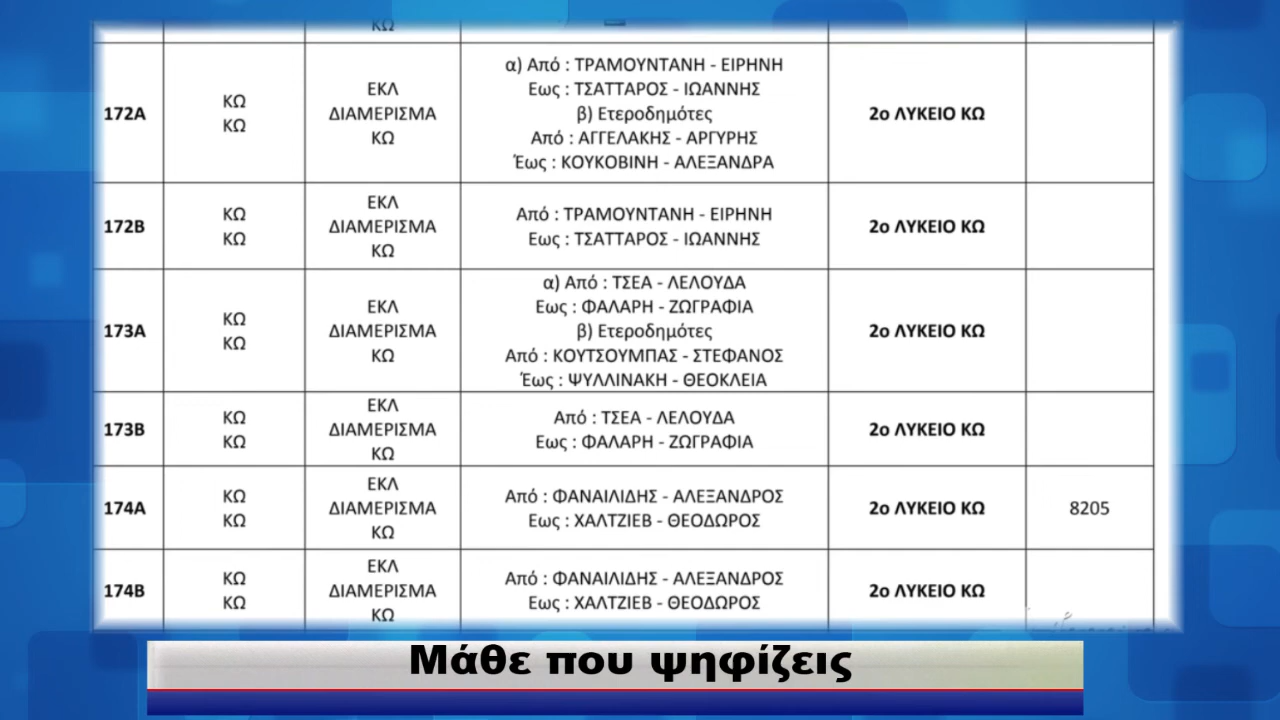 ΚΩ
172Α
ΚΩ
ΚΩ
ΕΚΛ
ΔΙΑΜΕΡΙΣΜΑ
ΚΩ
α) Από : ΤΡΑΜΟΥΝΤΑΝΗ - ΕΙΡΗΝΗ
Εως : ΤΣΑΤΤΑΡΟΣ - ΙΩΑΝΝΗΣ
β) Ετεροδημότες
Από : ΑΓΓΕΛΑΚΗΣ - ΑΡΓΥΡΗΣ
Έως : ΚΟΥΚΟΒΙΝΗ - ΑΛΕΞΑΝΔΡΑ
2ο ΛΥΚΕΙΟ ΚΩ
172Β
ΚΩ
ΚΩ
ΕΚΛ
ΔΙΑΜΕΡΙΣΜΑ
ΚΩ
Από : ΤΡΑΜΟΥΝΤΑΝΗ - ΕΙΡΗΝΗ
Εως : ΤΣΑΤΤΑΡΟΣ - ΙΩΑΝΝΗΣ
2ο ΛΥΚΕΙΟ ΚΩ
173Α
ΚΩ
ΚΩ
ΕΚΛ
ΔΙΑΜΕΡΙΣΜΑ
ΚΩ
α) Από : ΤΣΕΑ - ΛΕΛΟΥΔΑ
Εως : ΦΑΛΑΡΗ - ΖΩΓΡΑΦΙΑ
β) Ετεροδημότες
Από : ΚΟΥΤΣΟΥΜΠΑΣ - ΣΤΕΦΑΝΟΣ
Έως : ΨΥΛΛΙΝΑΚΗ - ΘΕΟΚΛΕΙΑ
2ο ΛΥΚΕΙΟ ΚΩ
173Β
ΚΩ
ΚΩ
ΕΚΛ
ΔΙΑΜΕΡΙΣΜΑ
ΚΩ
Από : ΤΣΕΑ - ΛΕΛΟΥΔΑ
Εως : ΦΑΛΑΡΗ - ΖΩΓΡΑΦΙΑ
2ο ΛΥΚΕΙΟ ΚΩ
174Α
ΚΩ
ΚΩ
ΕΚΛ
ΔΙΑΜΕΡΙΣΜΑ
ΚΩ
Από : ΦΑΝΑΙΛΙΔΗΣ - ΑΛΕΞΑΝΔΡΟΣ
Εως : ΧΑΛΤΖΙΕΒ - ΘΕΟΔΩΡΟΣ
2ο ΛΥΚΕΙΟ ΚΩ
8205
174Β
ΚΩ
ΚΩ
ΕΚΛ
ΔΙΑΜΕΡΙΣΜΑ
ΚΩ
Από : ΦΑΝΑΙΛΙΔΗΣ - ΑΛΕΞΑΝΔΡΟΣ
Εως : ΧΑΛΤΖΙΕΒ - ΘΕΟΔΩΡΟΣ
2ο ΛΥΚΕΙΟ ΚΩ
Μάθε που ψηφίζεις